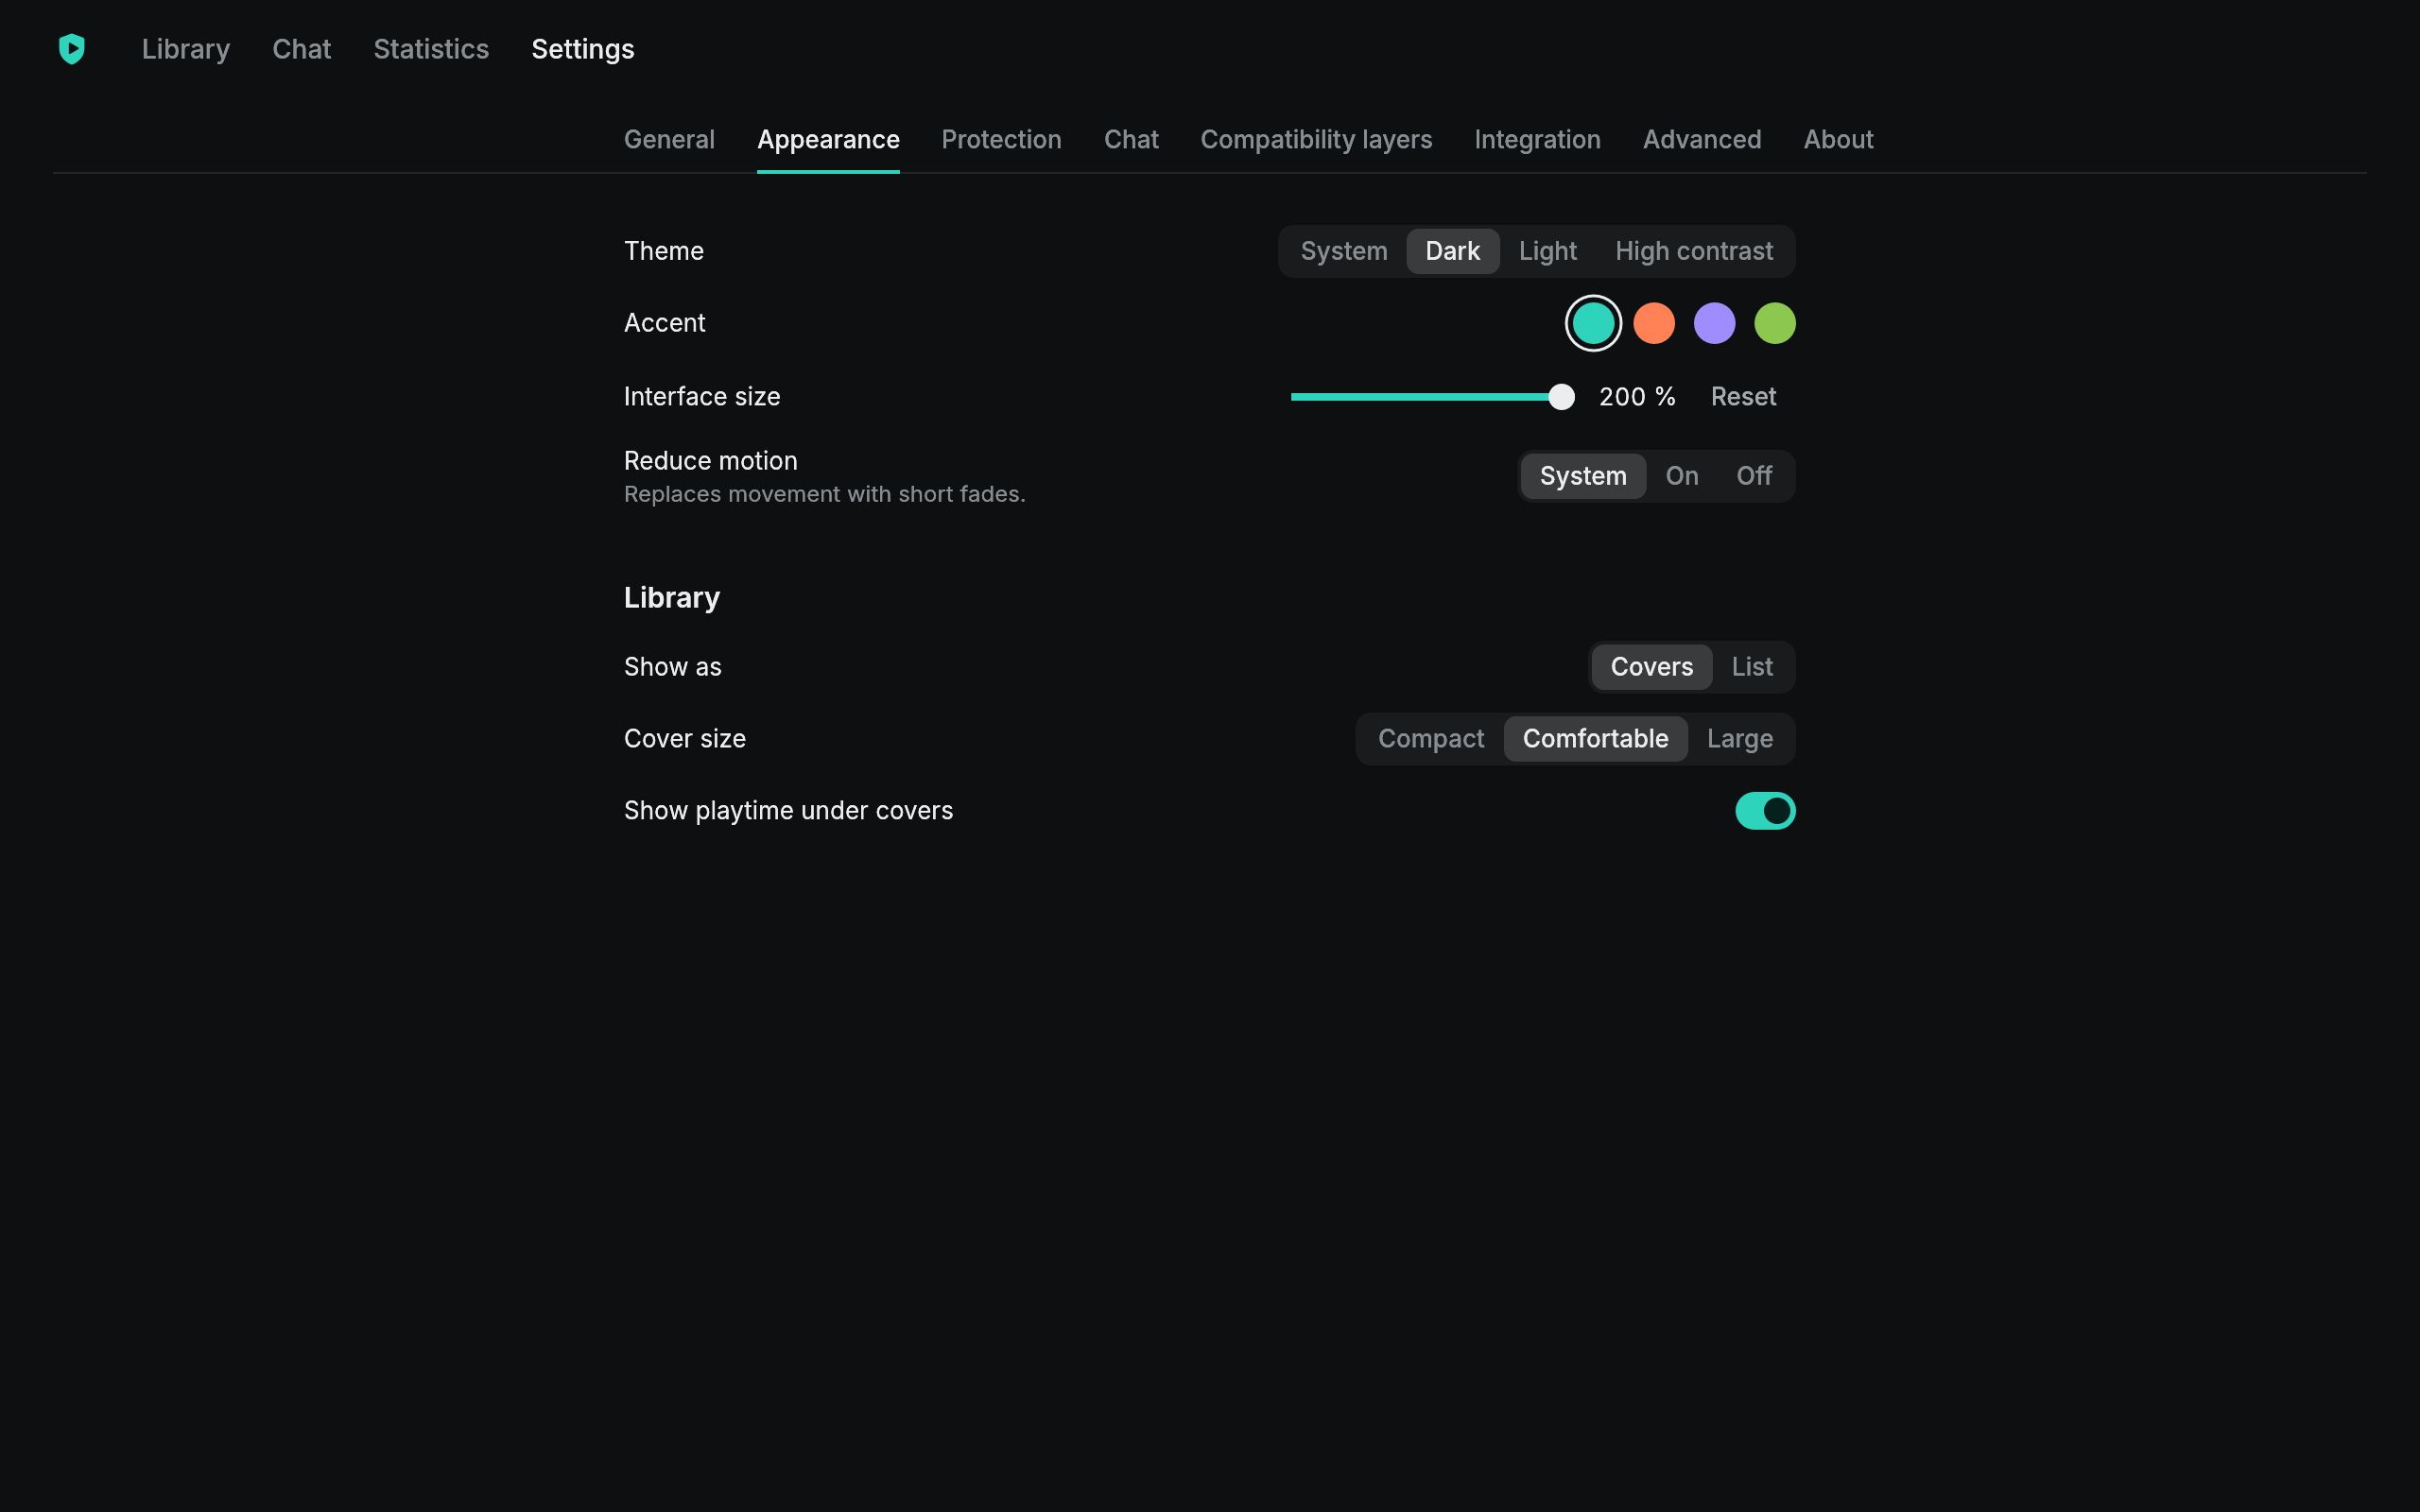 Library Chat Statistics Settings
General Appearance Protection Chat Compatibility layers Integration Advanced About
Theme System Dark Light High contrast
Accent
Interface size 200 % Reset
Reduce motion System On Off
Replaces movement with short fades.
Library
Show as Covers List
Cover size Compact Comfortable Large
Show playtime under covers